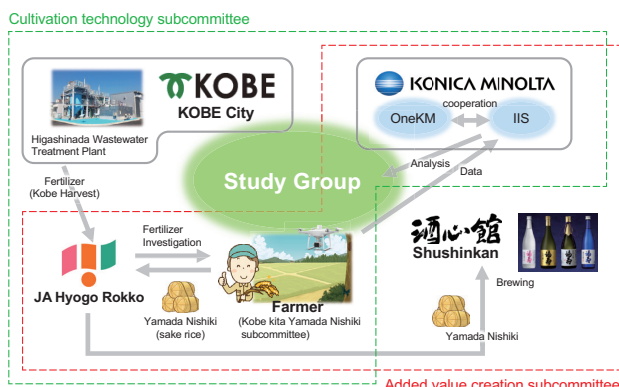 Cultivation technology subcommittee
KOBE
KOBE City
Higashinada Wastewater
Treatment Plant
KONICA MINOLTA
cooperation
OneKM
IIS
Fertilizer
(Kobe Harvest)
Study Group
Analysis
Data
Fertilizer
Investigation
JA Hyogo Rokko
Farmer
(Kobe kita Yamada Nishiki
subcommittee)
Yamada Nishiki
(sake rice)
酒心館
Shushinkan
Brewing
Yamada Nishiki
Added value creation subcommittee